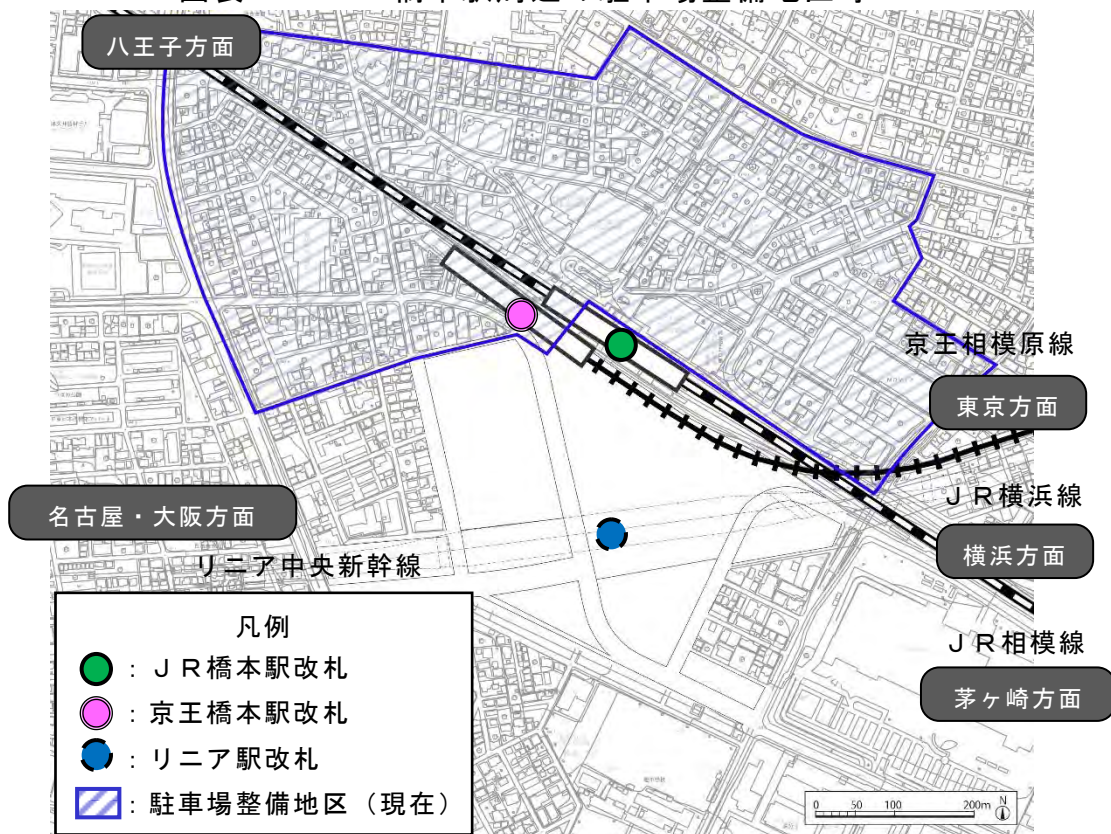 八王子方面
京王相模原線
東京方面
JR横浜線
名古屋・大阪方面
横浜方面
リニア中央新幹線
JR相模線
茅ヶ崎方面
凡例
：JR橋本駅改札
：京王橋本駅改札
：リニア駅改札
：駐車場整備地区（現在）
0 50 100 200m N